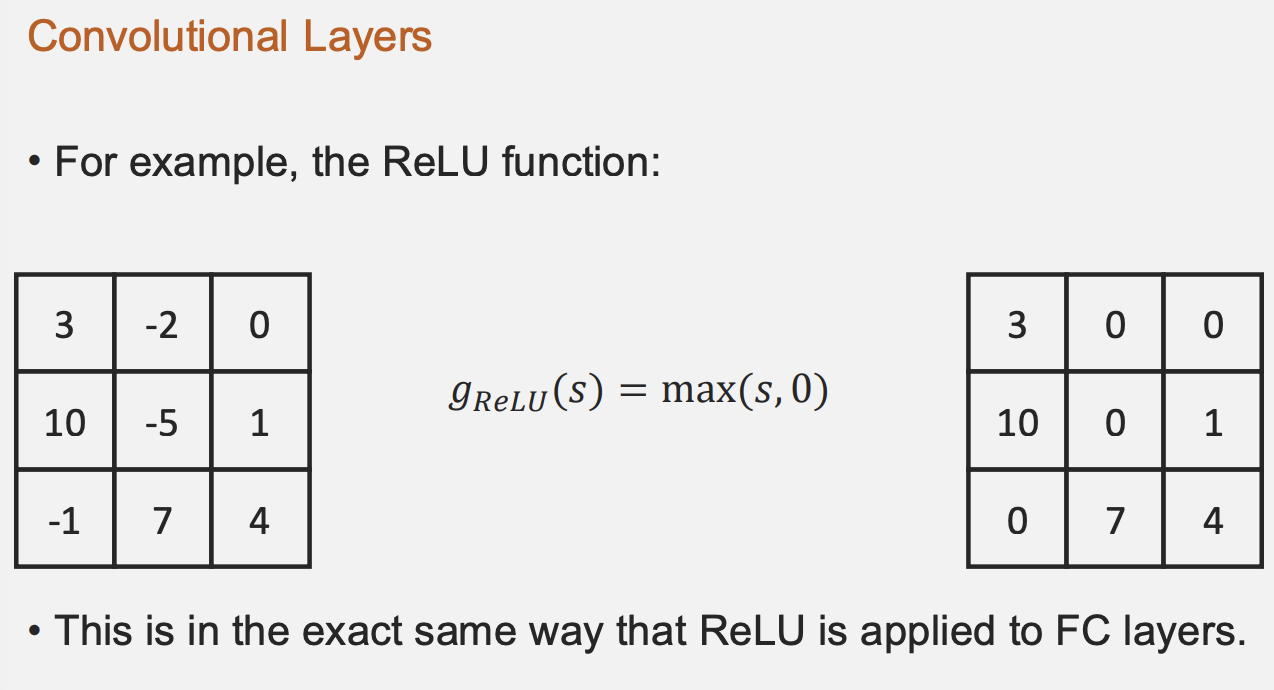 Convolutional Layers
• For example, the ReLU function:
3 -2 0
10 -5 1
-1 7 4
g_{ReLU}(s) = max(s, 0)
3 0 0
10 0 1
0 7 4
• This is in the exact same way that ReLU is applied to FC layers.